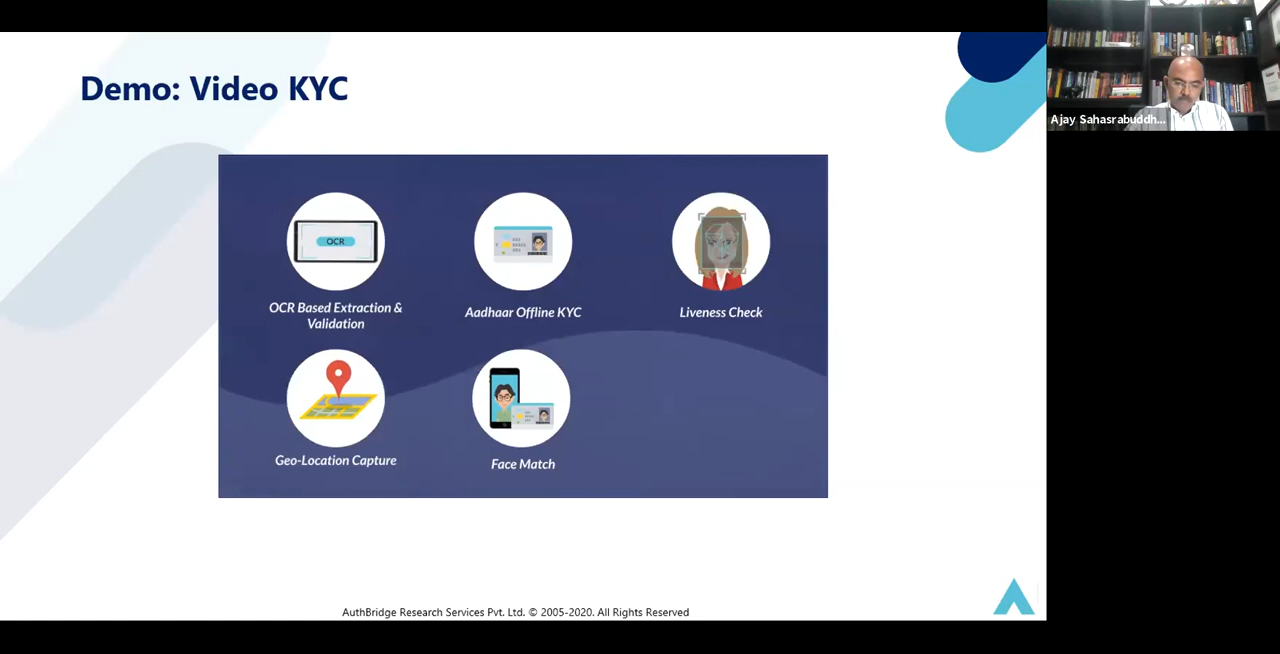 Demo: Video KYC
Ajay Sahasrabuddh...
OCR
OCR Based Extraction &
Validation
Aadhaar Offline KYC
Liveness Check
Geo-Location Capture
Face Match
AuthBridge Research Services Pvt. Ltd. © 2005-2020. All Rights Reserved